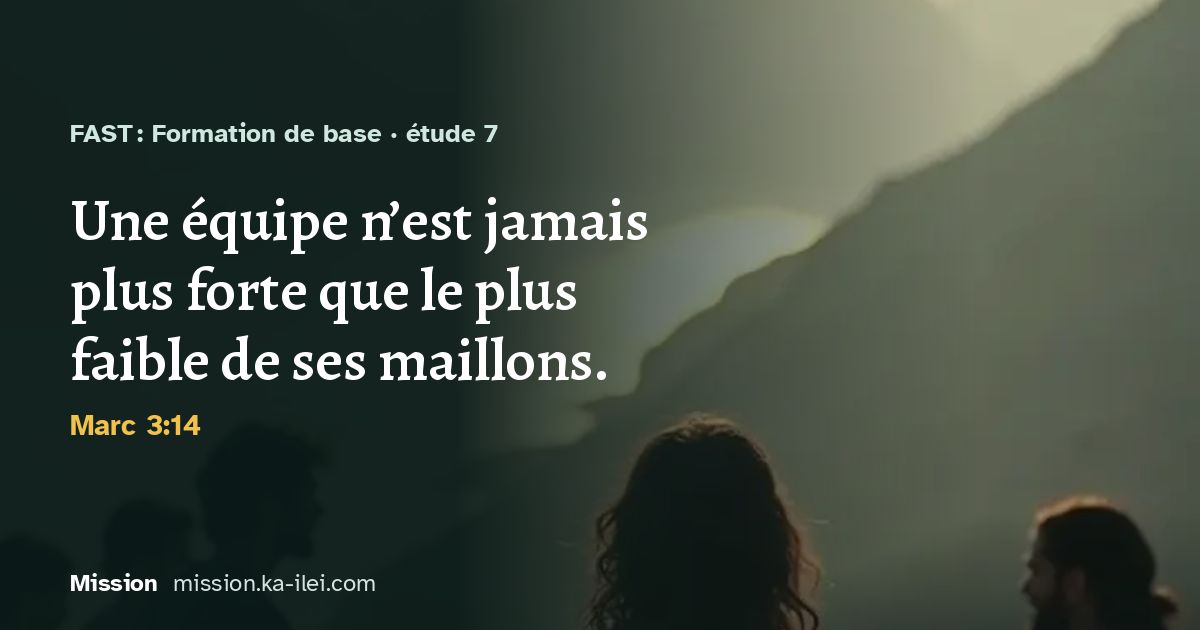 FAST : Formation de base · étude 7
Une équipe n’est jamais
plus forte que le plus
faible de ses maillons.
Marc 3:14
Mission mission.ka-ilei.com